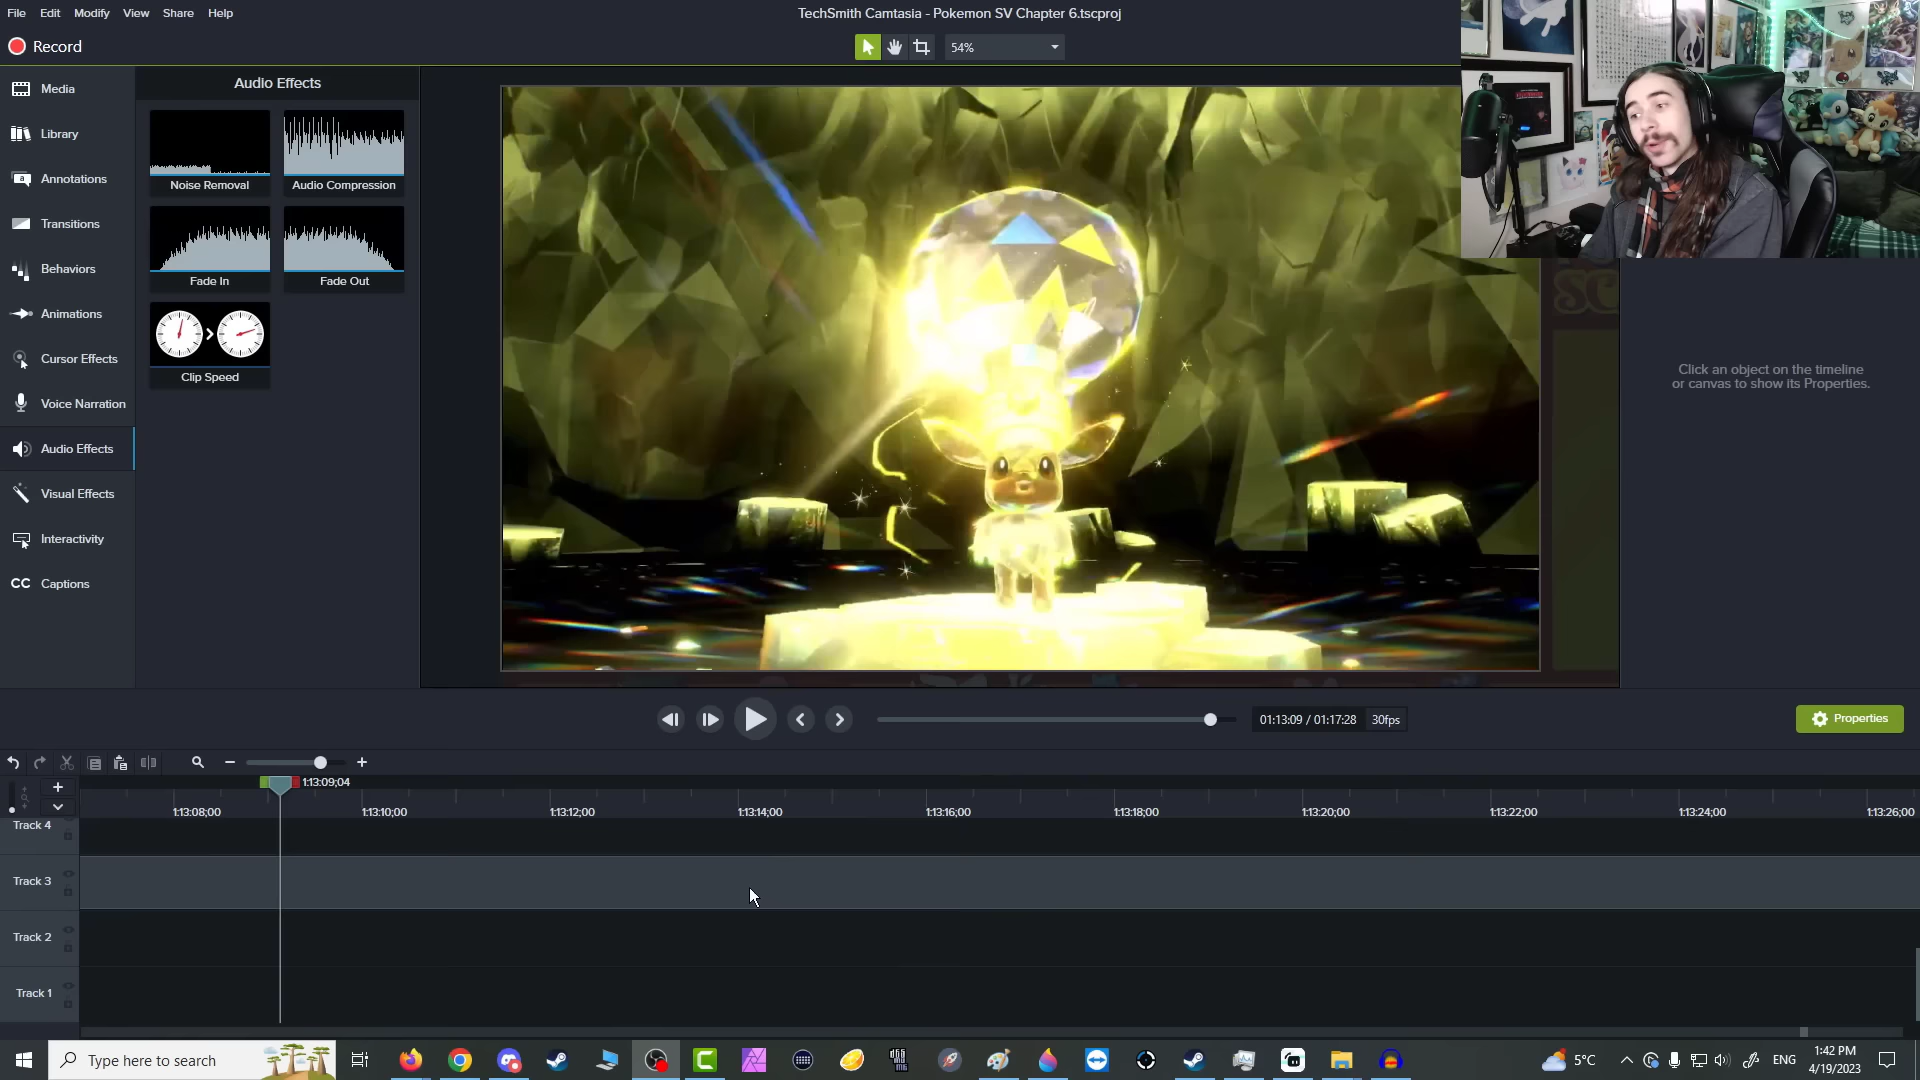 File Edit Modify View Share Help
TechSmith Camtasia - Pokemon SV Chapter 6.tscproj
Record
54%
Media
Library
Annotations
Transitions
Behaviors
Animations
Cursor Effects
Voice Narration
Audio Effects
Visual Effects
Interactivity
CC Captions
Audio Effects
Noise Removal
Audio Compression
Fade In
Fade Out
Clip Speed
SC
Click an object on the timeline
or canvas to show its Properties.
01:13:09 / 01:17:28 30fps
Properties
1:13:09;04
1:13:08;00 1:13:10;00 1:13:12;00 1:13:14;00 1:13:16;00 1:13:18;00 1:13:20;00 1:13:22;00 1:13:24;00 1:13:26;00
Track 4
Track 3
Track 2
Track 1
Type here to search
5°C
ENG
1:42 PM
4/19/2023